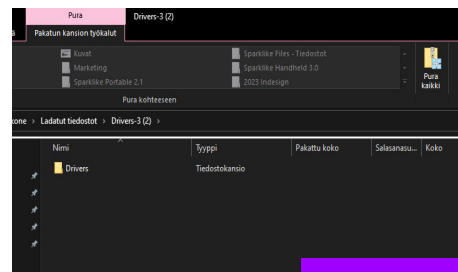 Pura Drivers-3 (2)
ä Pakatun kansion työkalut
Kuvat Sparklike Files - Tiedostot
Marketing Sparklike Handheld 3.0
Sparklike Portable 2.1 2023 Indesign
Pura kaikki
Pura kohteeseen
kone › Ladatut tiedostot › Drivers-3 (2) ›
Nimi Tyyppi Pakattu koko Salasanasu... Koko
Drivers Tiedostokansio